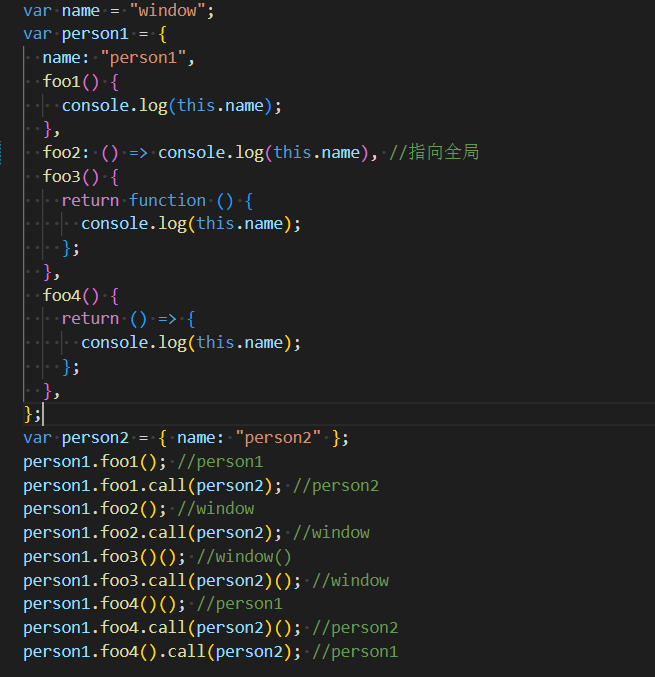 var name = "window";
var person1 = {
  name: "person1",
  foo1() {
    console.log(this.name);
  },
  foo2: () => console.log(this.name), //指向全局
  foo3() {
    return function () {
      console.log(this.name);
    };
  },
  foo4() {
    return () => {
      console.log(this.name);
    };
  },
};
var person2 = { name: "person2" };
person1.foo1(); //person1
person1.foo1.call(person2); //person2
person1.foo2(); //window
person1.foo2.call(person2); //window
person1.foo3()(); //window()
person1.foo3.call(person2)(); //window
person1.foo4()(); //person1
person1.foo4.call(person2)(); //person2
person1.foo4().call(person2); //person1